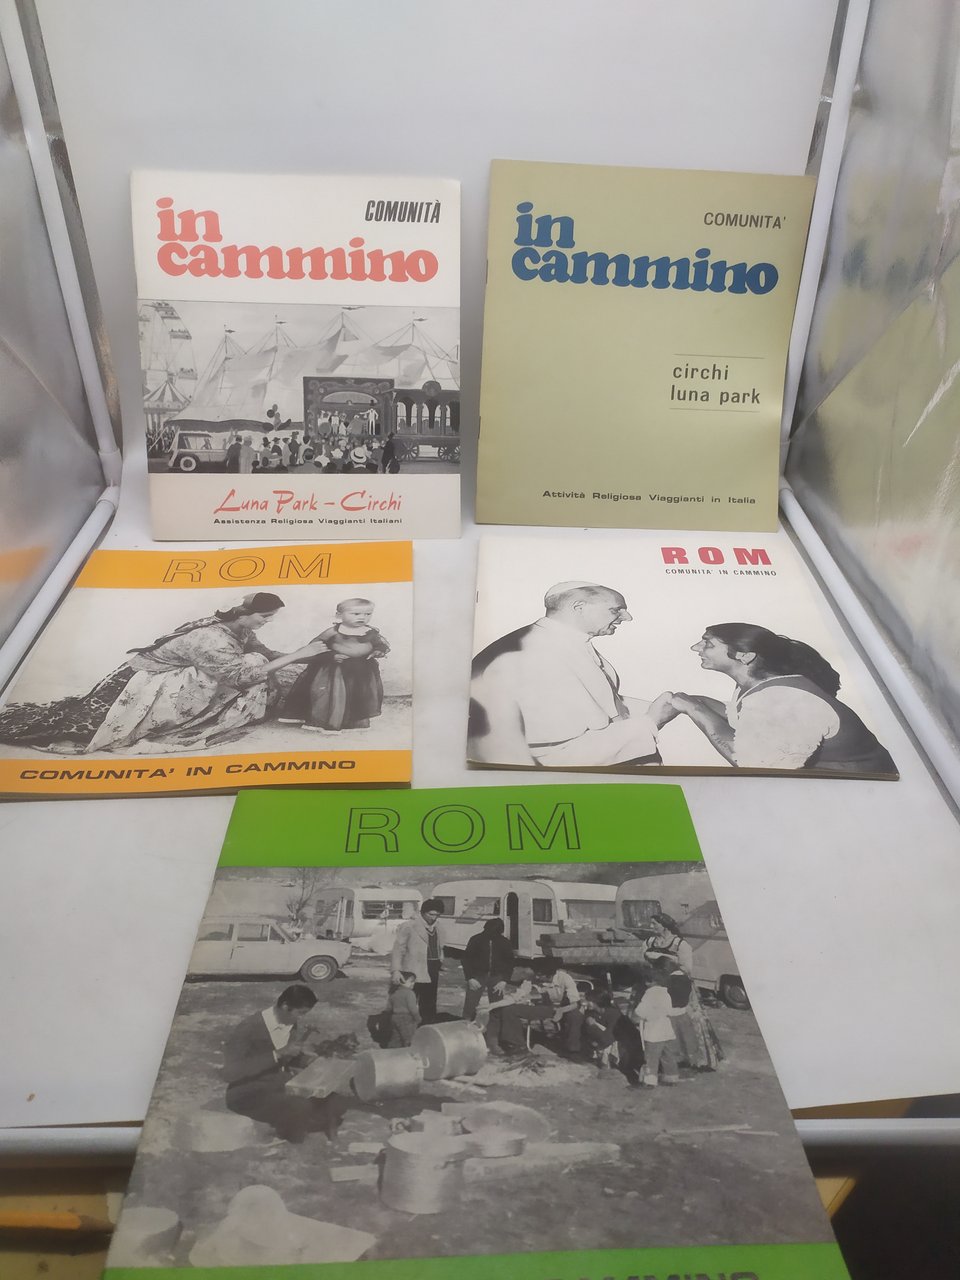 in
cammino
COMUNITÀ
Luna Park - Circhi
Assistenza Religiosa Viaggianti Italiani
in
cammino
COMUNITA'
circhi
luna park
Attività Religiosa Viaggianti in Italia
ROM
COMUNITA' IN CAMMINO
ROM
COMUNITA' IN CAMMINO
ROM